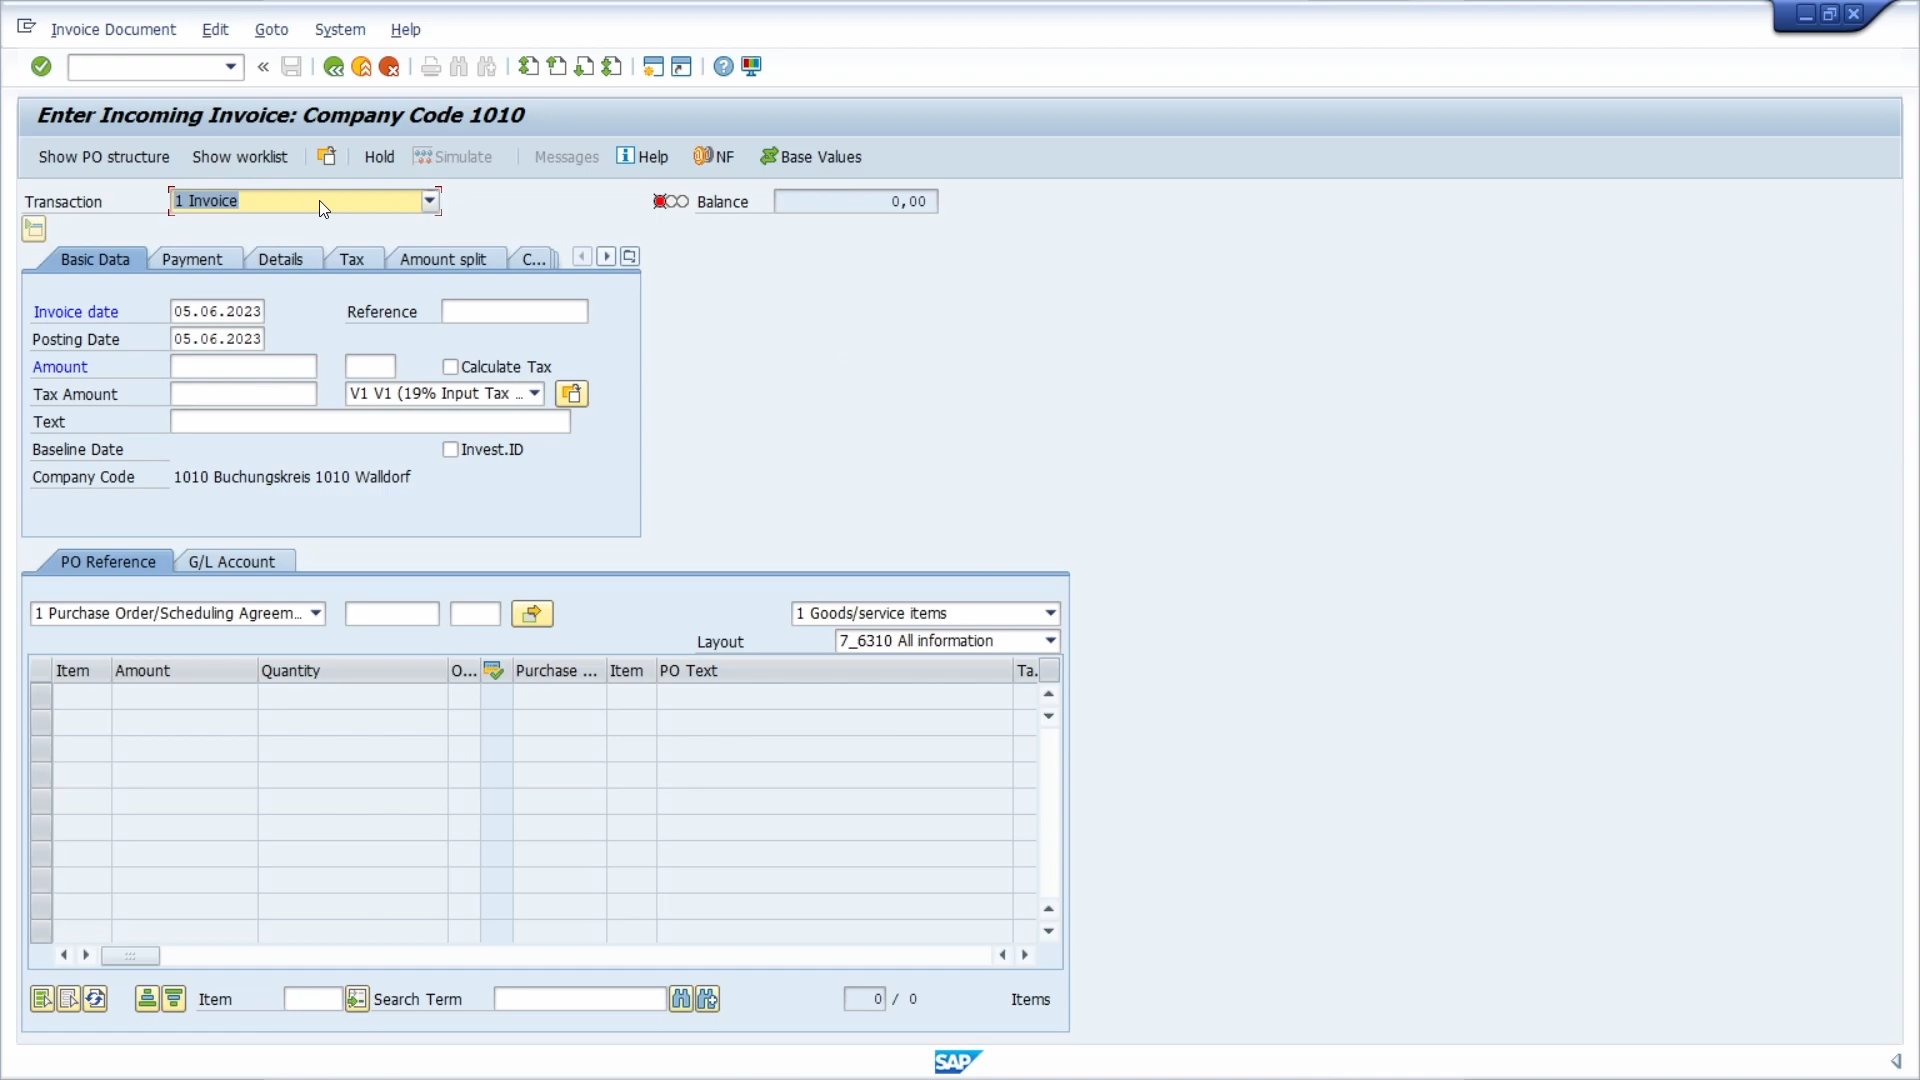 Invoice Document Edit Goto System Help
Enter Incoming Invoice: Company Code 1010
Show PO structure Show worklist Hold Simulate Messages Help NF Base Values
Transaction 1 Invoice Balance 0,00
Basic Data Payment Details Tax Amount split C...
Invoice date 05.06.2023 Reference
Posting Date 05.06.2023
Amount Calculate Tax
Tax Amount V1 V1 (19% Input Tax ...
Text
Baseline Date Invest.ID
Company Code 1010 Buchungskreis 1010 Walldorf
PO Reference G/L Account
1 Purchase Order/Scheduling Agreem... 1 Goods/service items
Layout 7_6310 All information
Item Amount Quantity O... Purchase ... Item PO Text Ta.
Item Search Term 0 / 0 Items
SAP